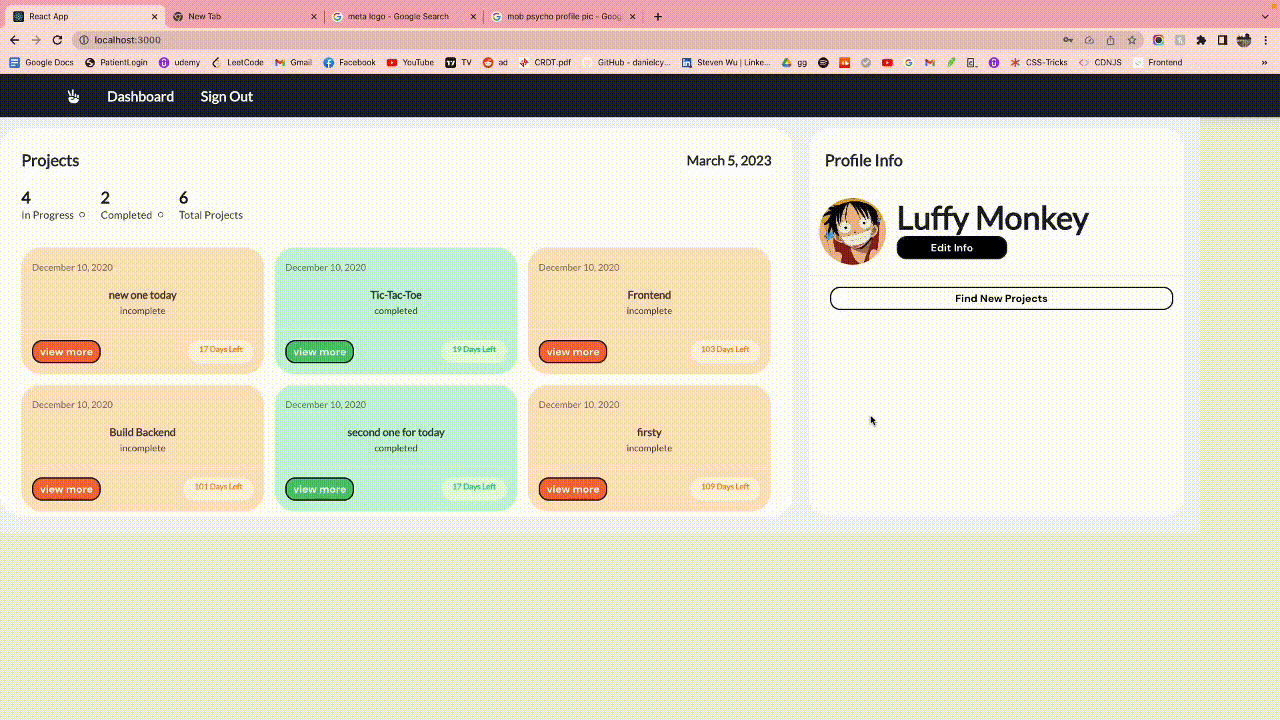 React App
New Tab
meta logo - Google Search
mob psycho profile pic - Goog
localhost:3000
Google Docs PatientLogin udemy LeetCode Gmail Facebook YouTube TV ad CRDT.pdf GitHub - danielcy... Steven Wu | Linke... gg CSS-Tricks CDNJS Frontend »
Dashboard Sign Out
Projects March 5, 2023
4 2 6
In Progress Completed Total Projects
December 10, 2020
new one today
incomplete
view more 17 Days Left
December 10, 2020
Tic-Tac-Toe
completed
view more 19 Days Left
December 10, 2020
Frontend
incomplete
view more 103 Days Left
December 10, 2020
Build Backend
incomplete
view more 101 Days Left
December 10, 2020
second one for today
completed
view more 17 Days Left
December 10, 2020
firsty
incomplete
view more 109 Days Left
Profile Info
Luffy Monkey
Edit Info
Find New Projects